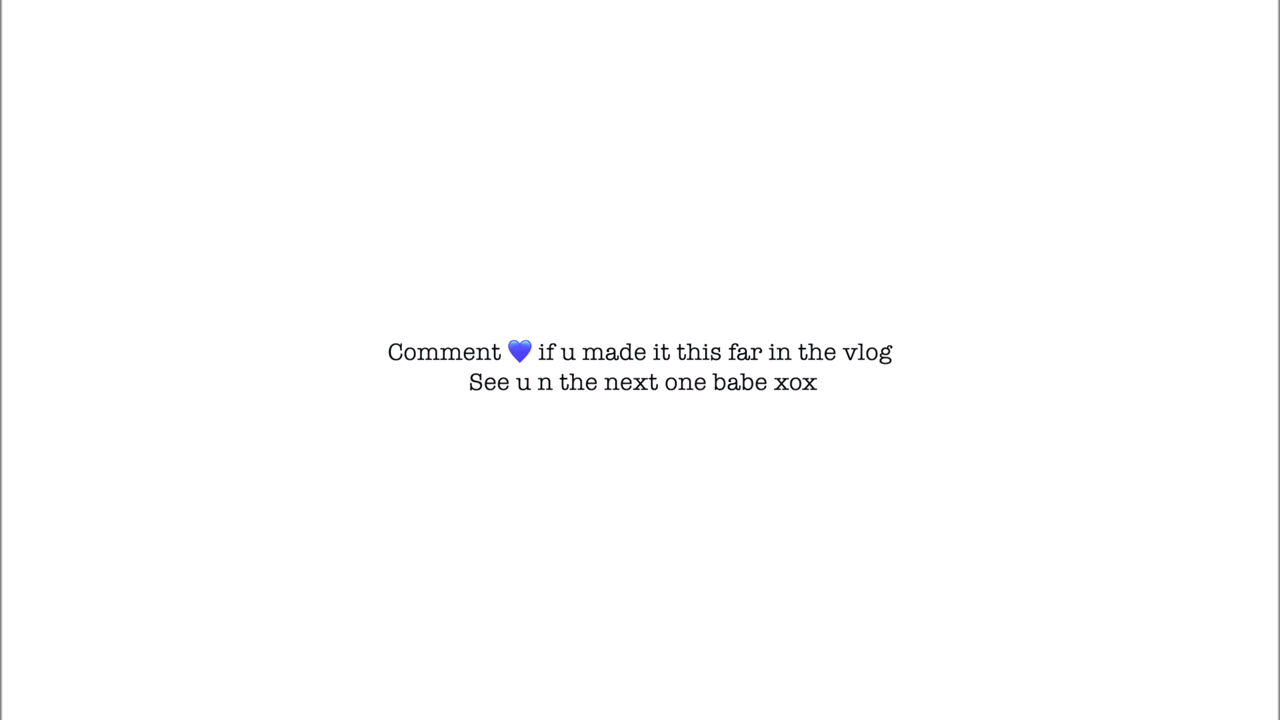 Comment 💙 if u made it this far in the vlog
See u n the next one babe xox